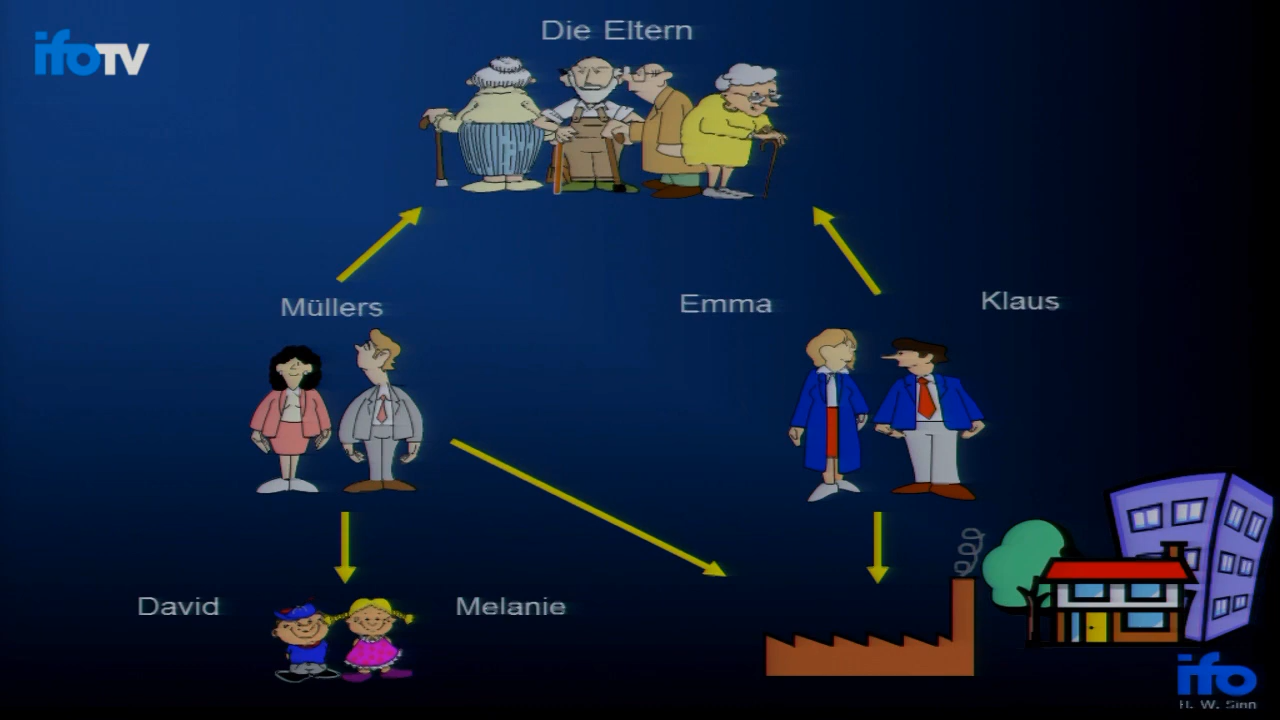 Die Eltern
ifoTV
Müllers
Emma
Klaus
David
Melanie
ifo
H. W. Sinn